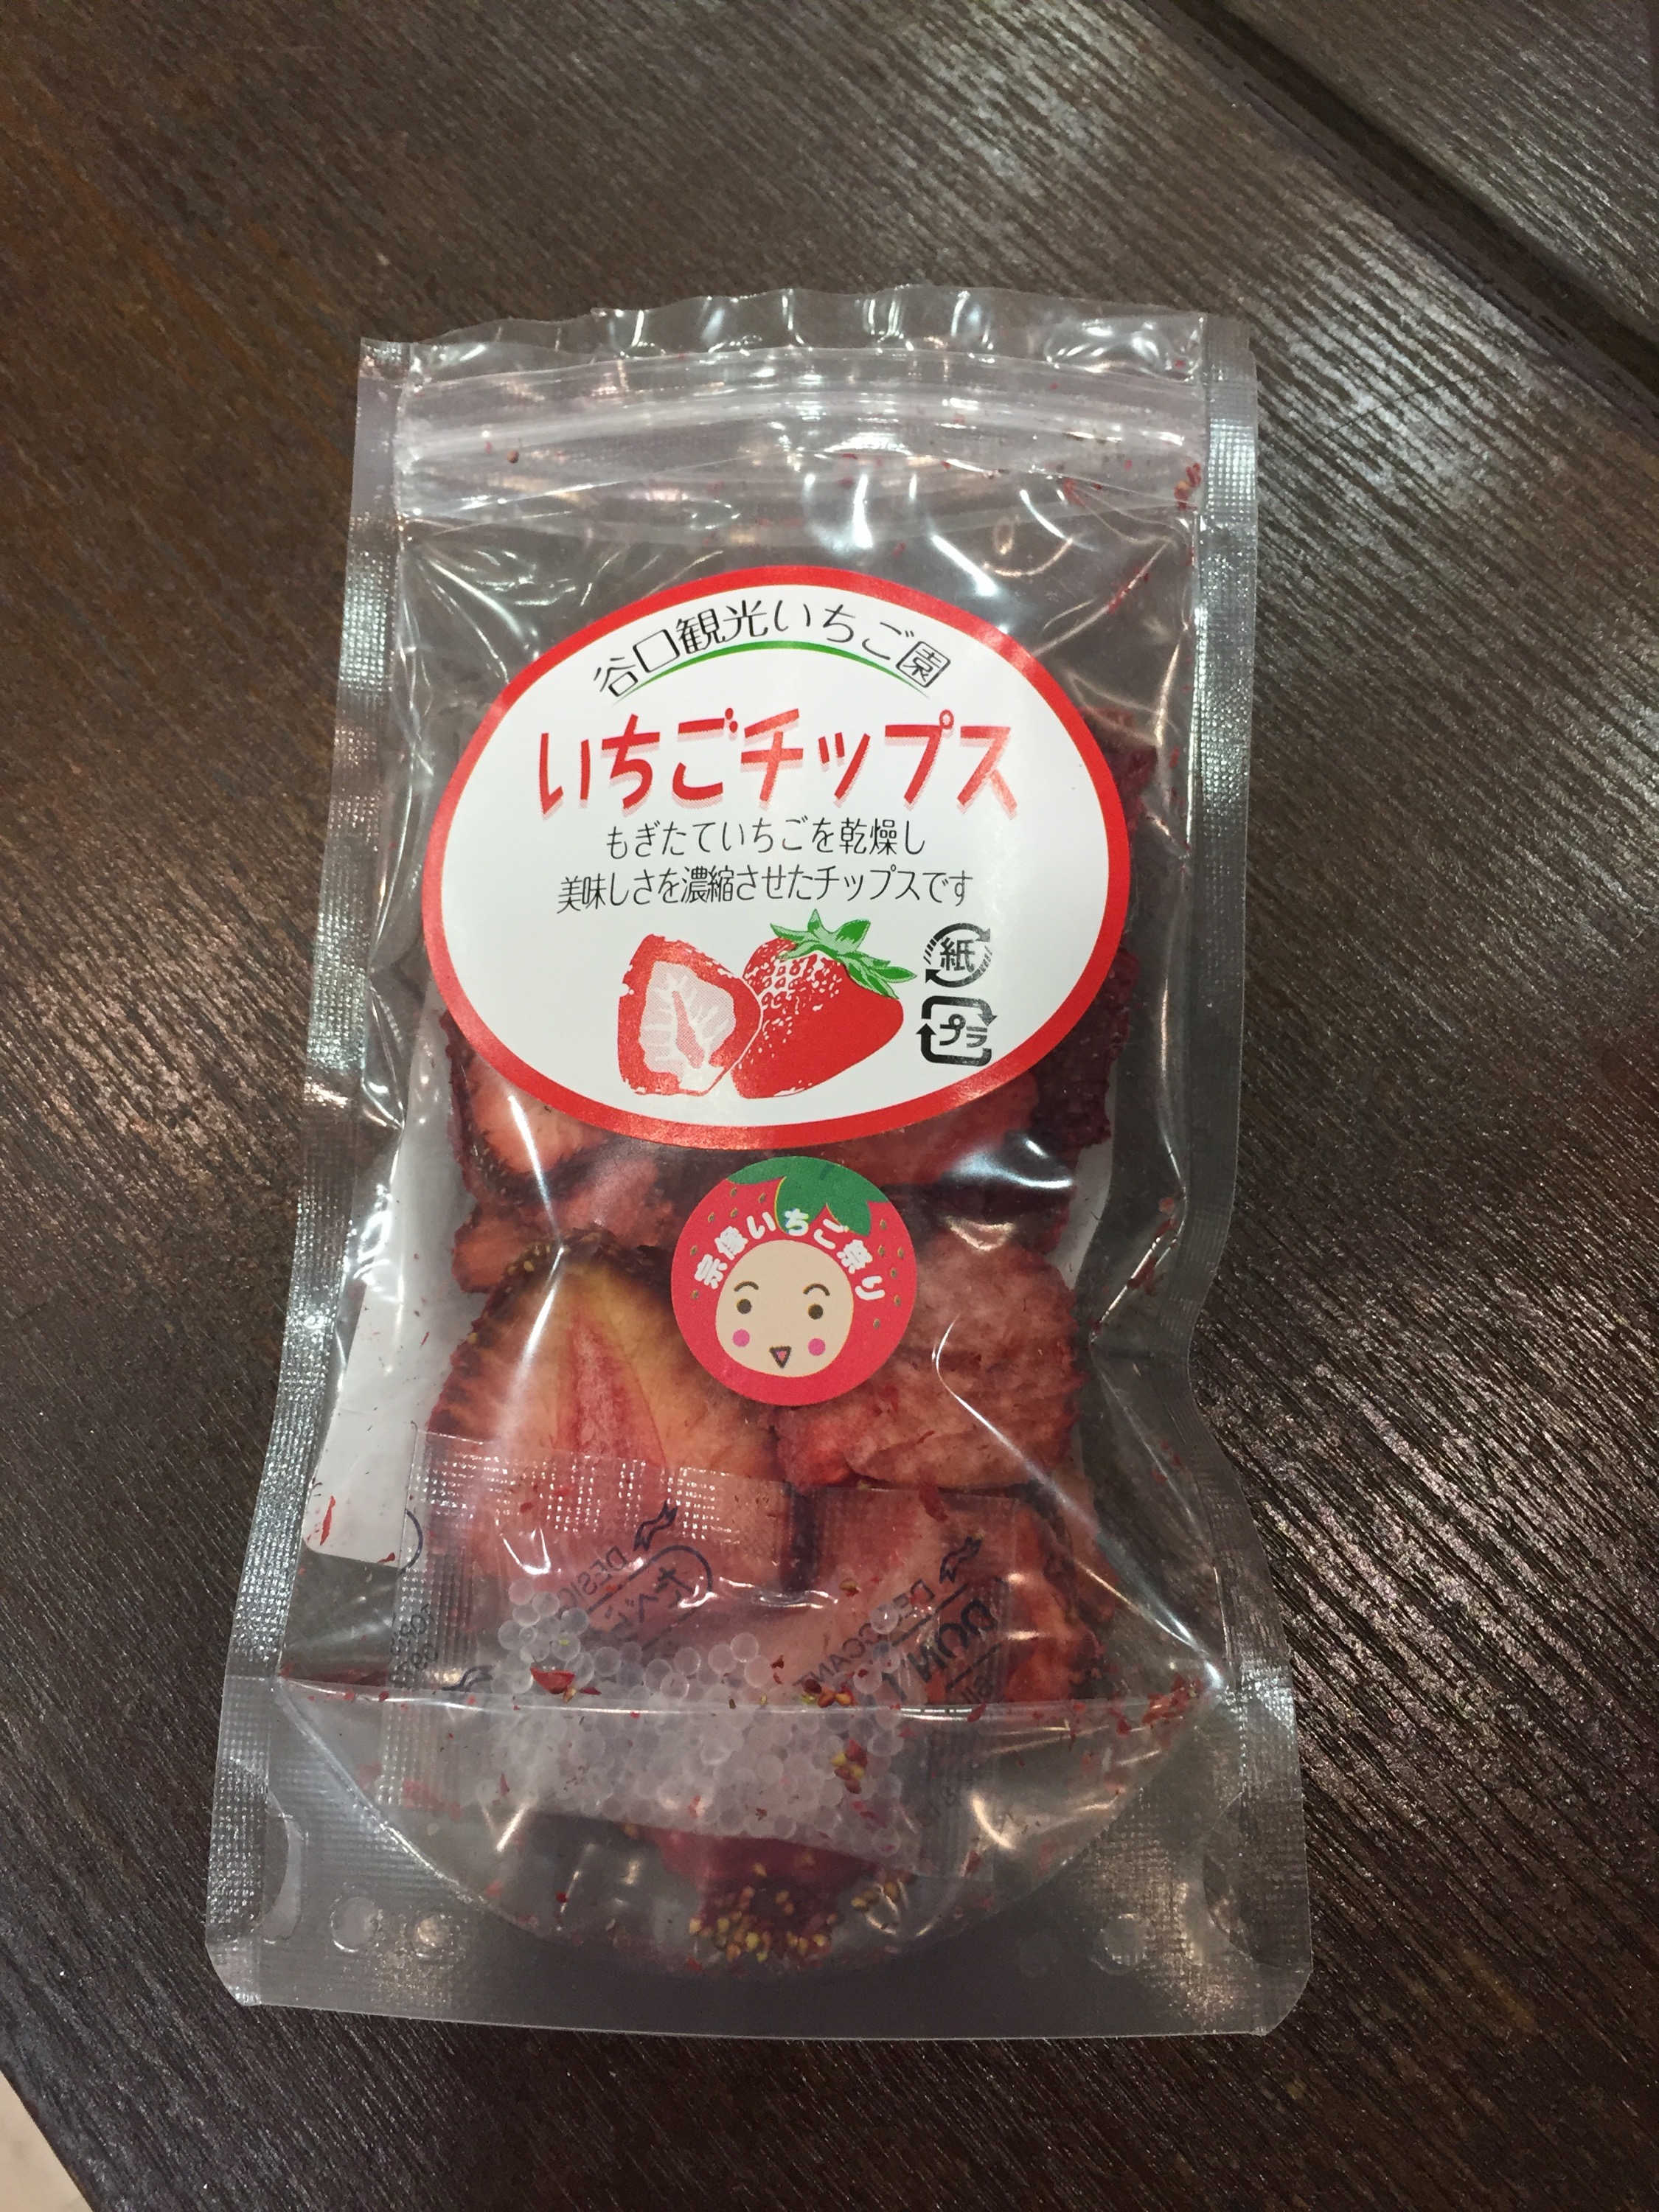 谷口観光いちご園
いちごチップス
もぎたていちごを乾燥し
美味しさを濃縮させたチップスです
紙
プラ
宗像いちご祭り